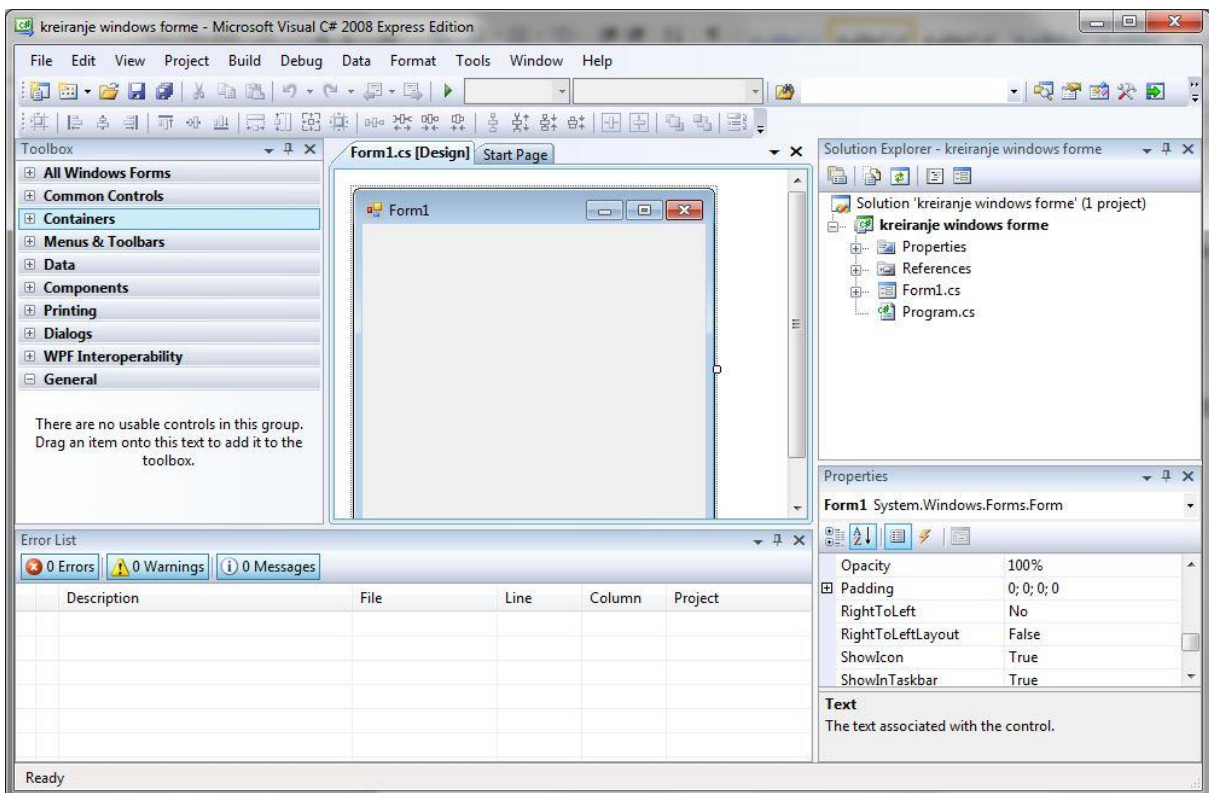 kreiranje windows forme - Microsoft Visual C# 2008 Express Edition
File Edit View Project Build Debug Data Format Tools Window Help
Toolbox
All Windows Forms
Common Controls
Containers
Menus & Toolbars
Data
Components
Printing
Dialogs
WPF Interoperability
General
There are no usable controls in this group.
Drag an item onto this text to add it to the
toolbox.
Form1.cs [Design] Start Page
Form1
Solution Explorer - kreiranje windows forme
Solution 'kreiranje windows forme' (1 project)
kreiranje windows forme
Properties
References
Form1.cs
Program.cs
Properties
Form1 System.Windows.Forms.Form
Opacity 100%
Padding 0; 0; 0; 0
RightToLeft No
RightToLeftLayout False
ShowIcon True
ShowInTaskbar True
Text
The text associated with the control.
Error List
0 Errors 0 Warnings 0 Messages
Description File Line Column Project
Ready